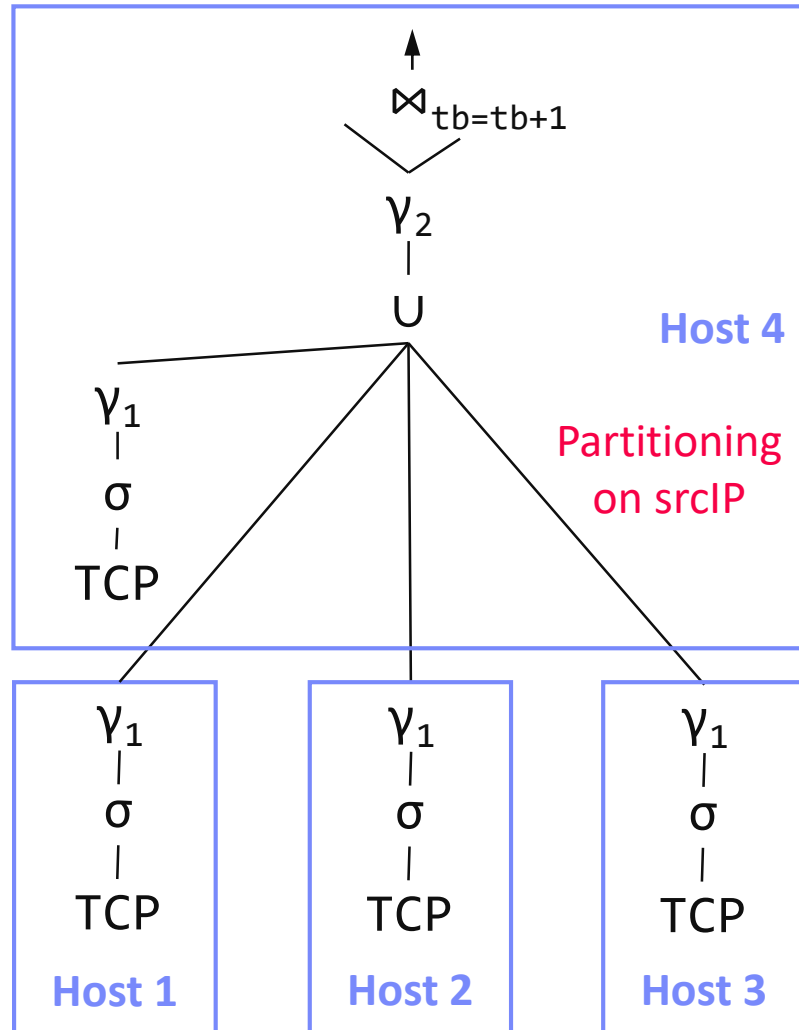 ⋈ tb=tb+1
γ2
∪
Host 4
γ1
Partitioning
on srcIP
σ
TCP
γ1 γ1 γ1
σ σ σ
TCP TCP TCP
Host 1 Host 2 Host 3